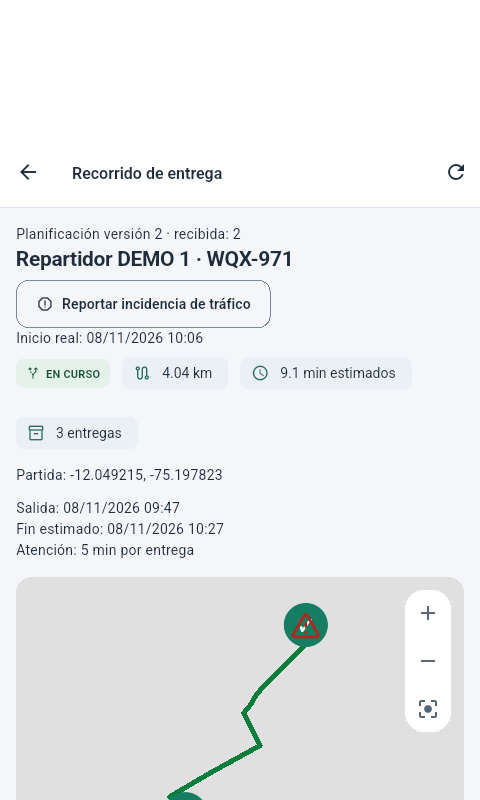 Recorrido de entrega
Planificación versión 2 · recibida: 2
Repartidor DEMO 1 · WQX-971
Reportar incidencia de tráfico
Inicio real: 08/11/2026 10:06
EN CURSO
4.04 km
9.1 min estimados
3 entregas
Partida: -12.049215, -75.197823
Salida: 08/11/2026 09:47
Fin estimado: 08/11/2026 10:27
Atención: 5 min por entrega